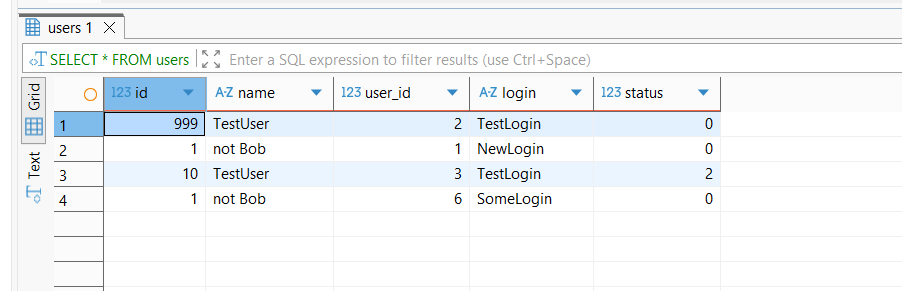 users 1
SELECT * FROM users Enter a SQL expression to filter results (use Ctrl+Space)
Grid
Text
123 id A-Z name 123 user_id A-Z login 123 status
1 999 TestUser 2 TestLogin 0
2 1 not Bob 1 NewLogin 0
3 10 TestUser 3 TestLogin 2
4 1 not Bob 6 SomeLogin 0